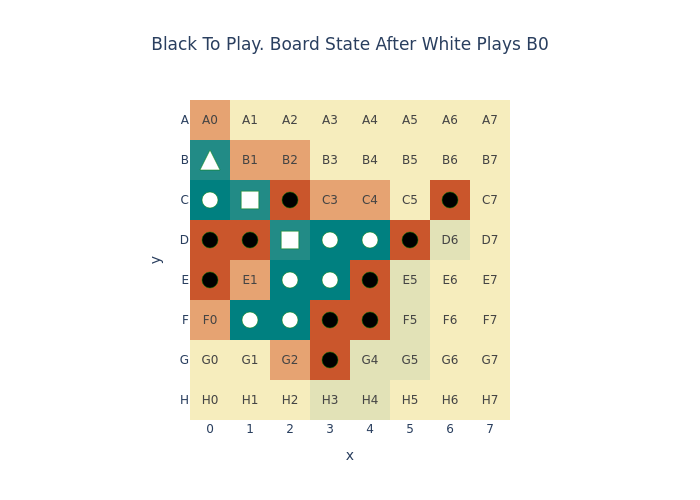 Black To Play. Board State After White Plays B0
A A0 A1 A2 A3 A4 A5 A6 A7
B B1 B2 B3 B4 B5 B6 B7
C C3 C4 C5 C7
D D6 D7
y
E E1 E5 E6 E7
F F0 F5 F6 F7
G G0 G1 G2 G4 G5 G6 G7
H H0 H1 H2 H3 H4 H5 H6 H7
0 1 2 3 4 5 6 7
x